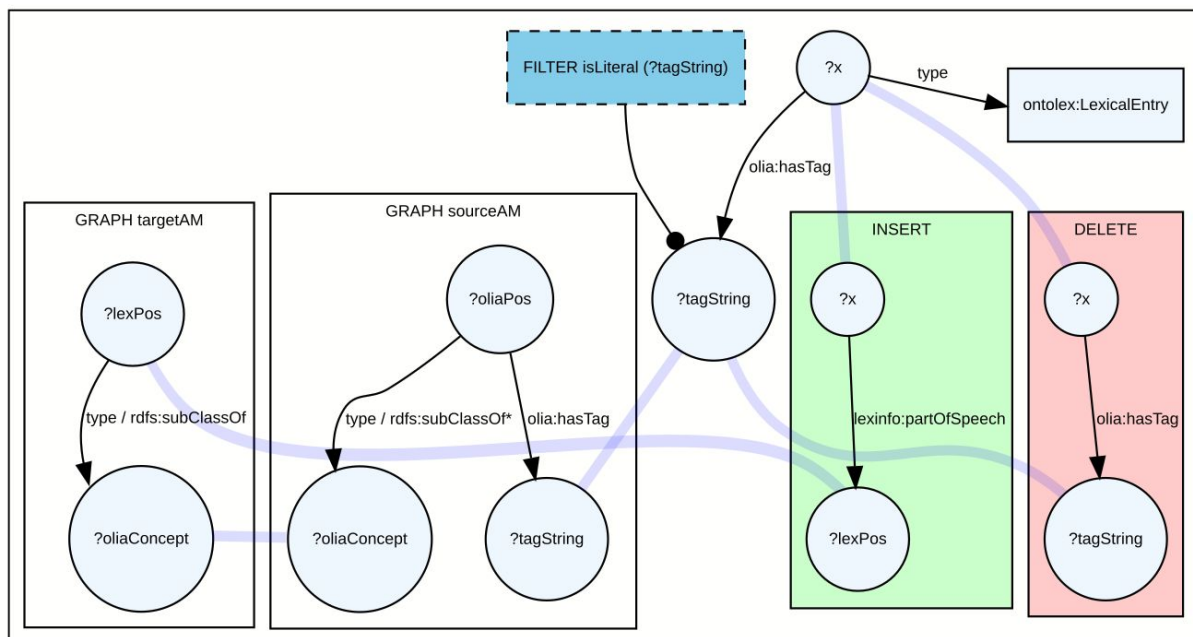 FILTER isLiteral (?tagString)
?x
type
ontolex:LexicalEntry
olia:hasTag
GRAPH targetAM
GRAPH sourceAM
INSERT
DELETE
?lexPos
?oliaPos
?tagString
?x
?x
type / rdfs:subClassOf
type / rdfs:subClassOf*
olia:hasTag
lexinfo:partOfSpeech
olia:hasTag
?oliaConcept
?oliaConcept
?tagString
?lexPos
?tagString